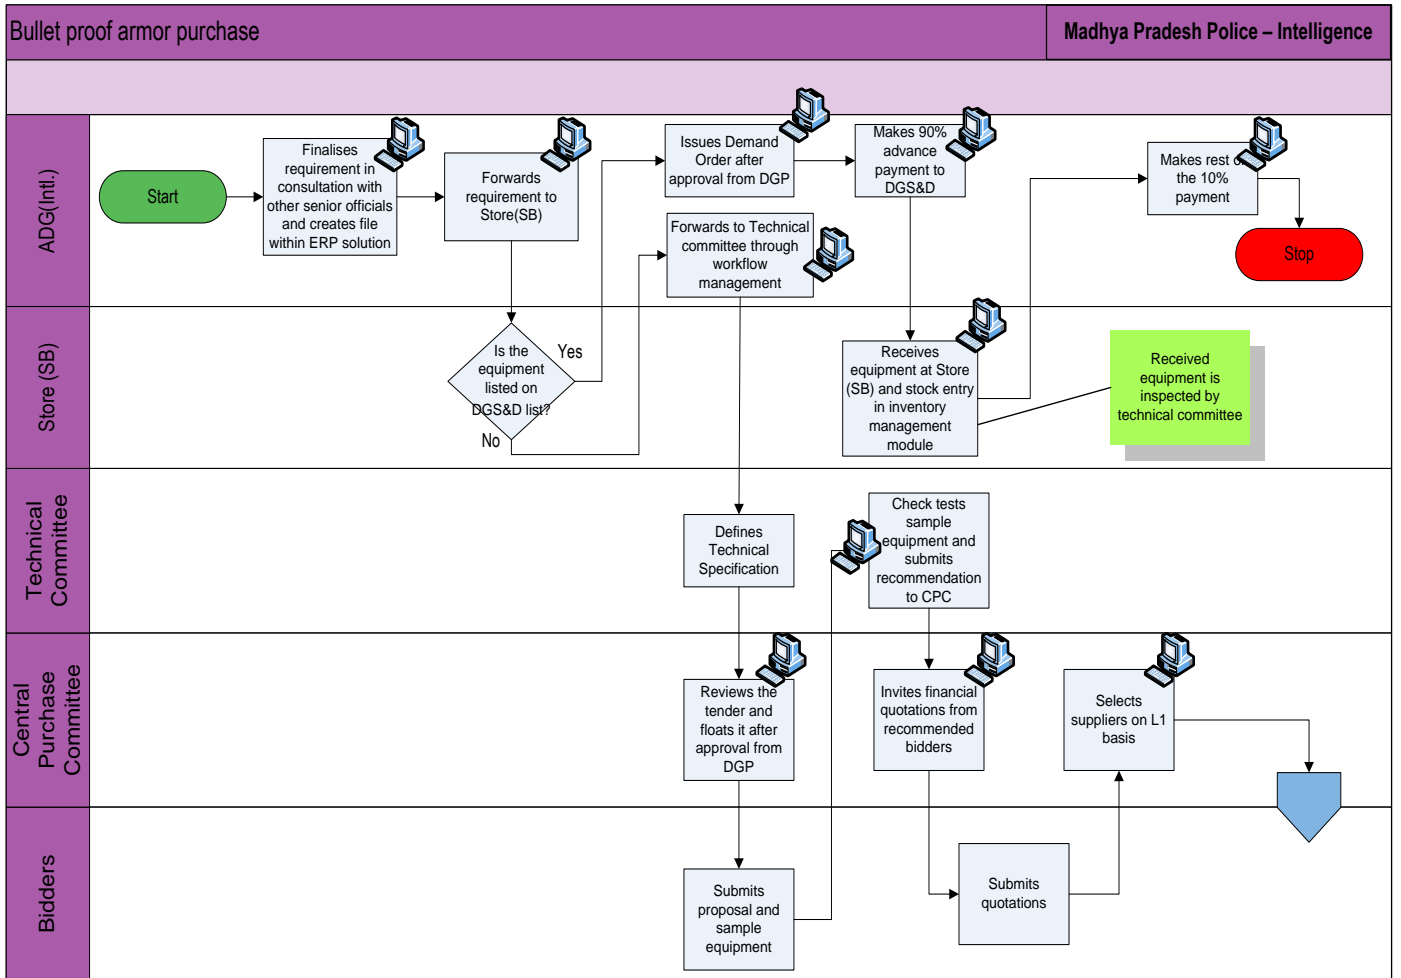 Bullet proof armor purchase
Madhya Pradesh Police – Intelligence
ADG(Intl.)
Start
Finalises
requirement in
consultation with
other senior officials
and creates file
within ERP solution
Forwards
requirement to
Store(SB)
Issues Demand
Order after
approval from DGP
Makes 90%
advance
payment to
DGS&D
Makes rest of
the 10%
payment
Stop
Forwards to Technical
committee through
workflow
management
Store (SB)
Is the
equipment
listed on
DGS&D list?
Yes
No
Receives
equipment at Store
(SB) and stock entry
in inventory
management
module
Received
equipment is
inspected by
technical committee
Technical
Committee
Defines
Technical
Specification
Check tests
sample
equipment and
submits
recommendation
to CPC
Central
Purchase
Committee
Reviews the
tender and
floats it after
approval from
DGP
Invites financial
quotations from
recommended
bidders
Selects
suppliers on L1
basis
Bidders
Submits
proposal and
sample
equipment
Submits
quotations